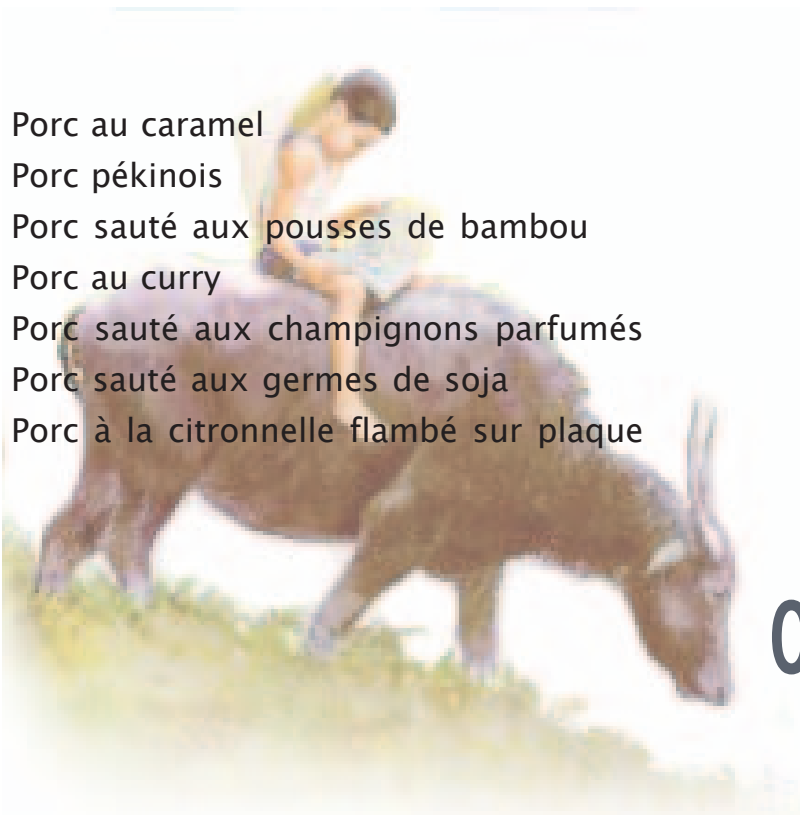 Porc au caramel
Porc pékinois
Porc sauté aux pousses de bambou
Porc au curry
Porc sauté aux champignons parfumés
Porc sauté aux germes de soja
Porc à la citronnelle flambé sur plaque